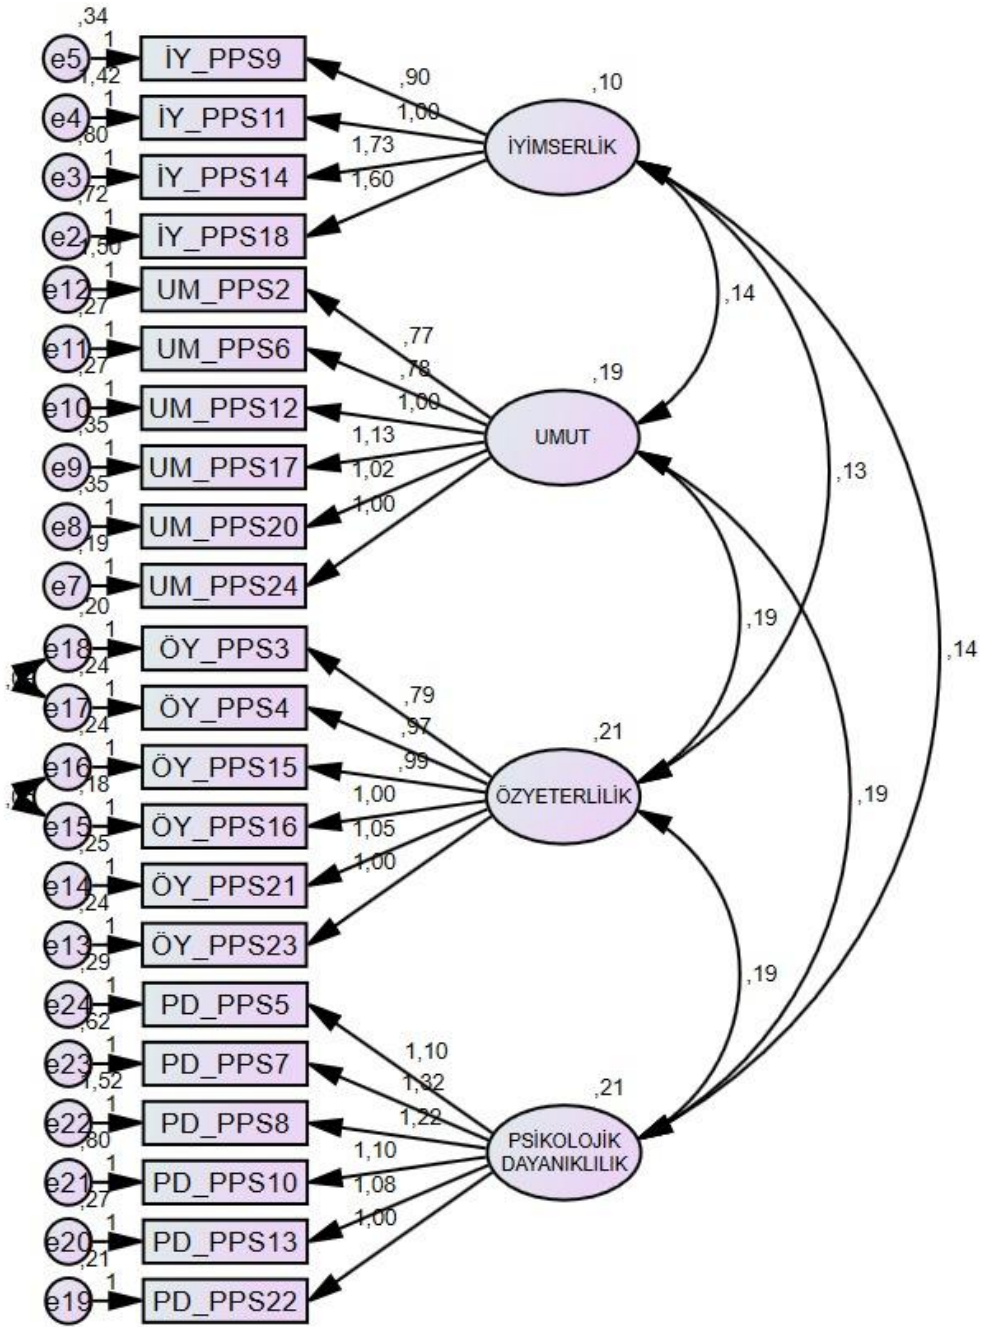 ,34
e5 1 İY_PPS9
1,42
e4 1 İY_PPS11
,80
e3 1 İY_PPS14
,72
e2 1 İY_PPS18
1,50
e12 1 UM_PPS2
,27
e11 1 UM_PPS6
,27
e10 1 UM_PPS12
,35
e9 1 UM_PPS17
,35
e8 1 UM_PPS20
,19
e7 1 UM_PPS24
,20
e18 1 ÖY_PPS3
,24
e17 1 ÖY_PPS4
,24
e16 1 ÖY_PPS15
,18
e15 1 ÖY_PPS16
,25
e14 1 ÖY_PPS21
,24
e13 1 ÖY_PPS23
,29
e24 1 PD_PPS5
,62
e23 1 PD_PPS7
1,52
e22 1 PD_PPS8
,80
e21 1 PD_PPS10
,27
e20 1 PD_PPS13
,21
e19 1 PD_PPS22
,90
1,00
1,73
1,60
,10
İYİMSERLİK
,77
,78
1,00
1,13
1,02
1,00
,19
UMUT
,79
,97
,99
1,00
1,05
1,00
,21
ÖZYETERLİLİK
1,10
1,32
1,22
1,10
1,08
1,00
,21
PSİKOLOJİK
DAYANIKLILIK
,14
,13
,19
,14
,19
,19